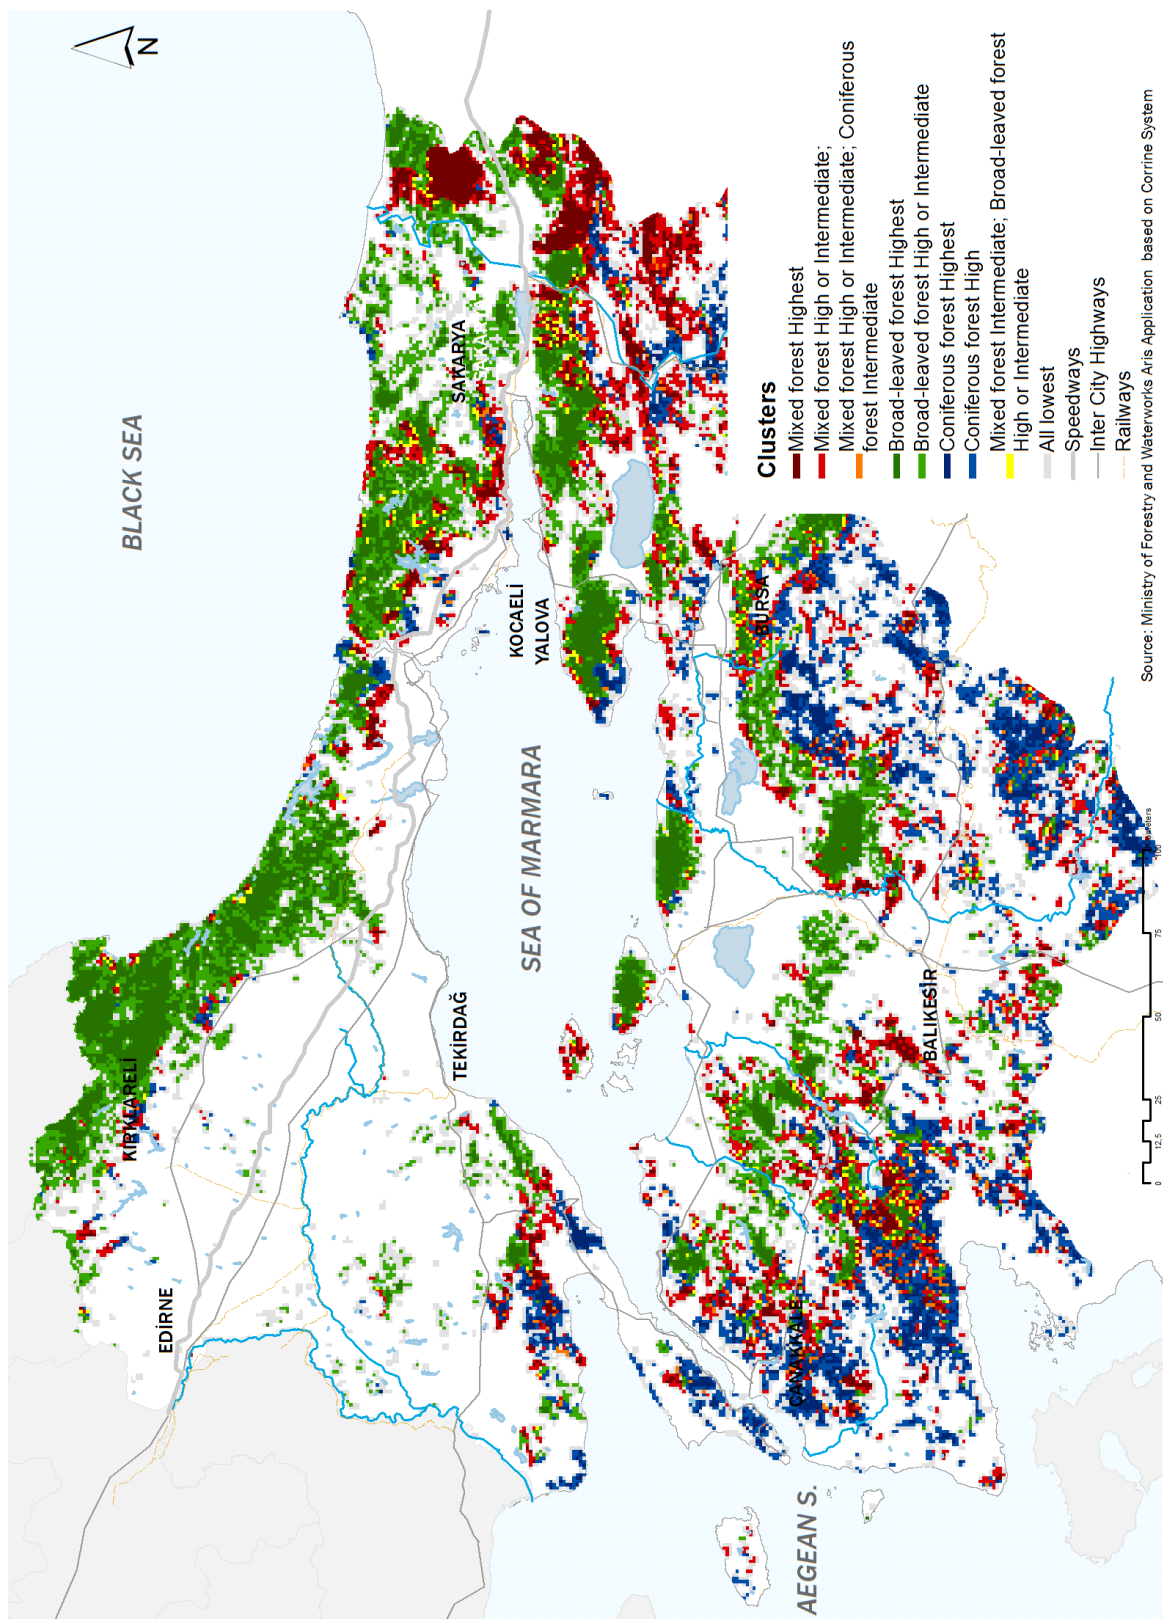 N
BLACK SEA
KIRKLARELİ
EDİRNE
SAKARYA
TEKİRDAĞ
KOCAELİ
YALOVA
SEA OF MARMARA
BURSA
ÇANAKKALE
BALIKESİR
AEGEAN S.
Clusters
Mixed forest Highest
Mixed forest High or Intermediate;
Mixed forest High or Intermediate; Coniferous
forest Intermediate
Broad-leaved forest Highest
Broad-leaved forest High or Intermediate
Coniferous forest Highest
Coniferous forest High
Mixed forest Intermediate; Broad-leaved forest
High or Intermediate
All lowest
Speedways
Inter City Highways
Railways
0 12,5 25 50 75 100
Source: Ministry of Forestry and Waterworks Aris Application based on Corrine System